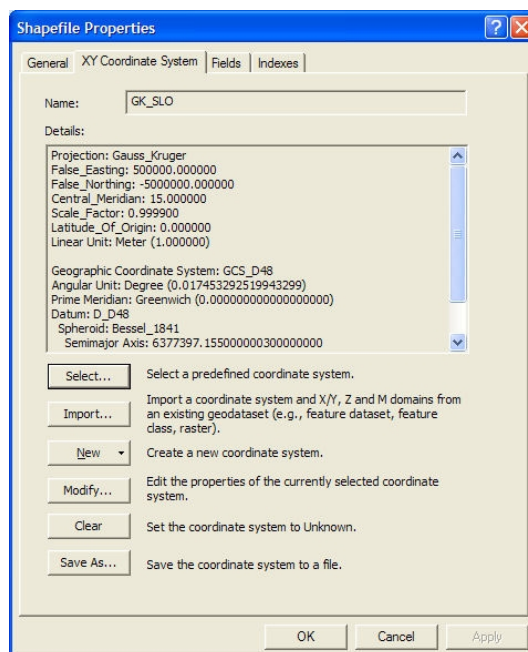 Shapefile Properties
General XY Coordinate System Fields Indexes
Name: GK_SLO
Details:
Projection: Gauss_Kruger
False_Easting: 500000.000000
False_Northing: -5000000.000000
Central_Meridian: 15.000000
Scale_Factor: 0.999900
Latitude_Of_Origin: 0.000000
Linear Unit: Meter (1.000000)
Geographic Coordinate System: GCS_D48
Angular Unit: Degree (0.017453292519943299)
Prime Meridian: Greenwich (0.000000000000000000)
Datum: D_D48
Spheroid: Bessel_1841
Semimajor Axis: 6377397.155000000300000000
Select... Select a predefined coordinate system.
Import... Import a coordinate system and X/Y, Z and M domains from
an existing geodataset (e.g., feature dataset, feature
class, raster).
New Create a new coordinate system.
Modify... Edit the properties of the currently selected coordinate
system.
Clear Set the coordinate system to Unknown.
Save As... Save the coordinate system to a file.
OK Cancel Apply